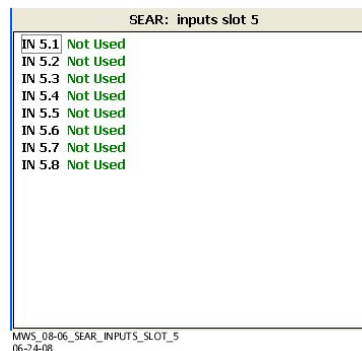 SEAR: inputs slot 5
IN 5.1 Not Used
IN 5.2 Not Used
IN 5.3 Not Used
IN 5.4 Not Used
IN 5.5 Not Used
IN 5.6 Not Used
IN 5.7 Not Used
IN 5.8 Not Used
MWS_08-06_SEAR_INPUTS_SLOT_5
06-24-08